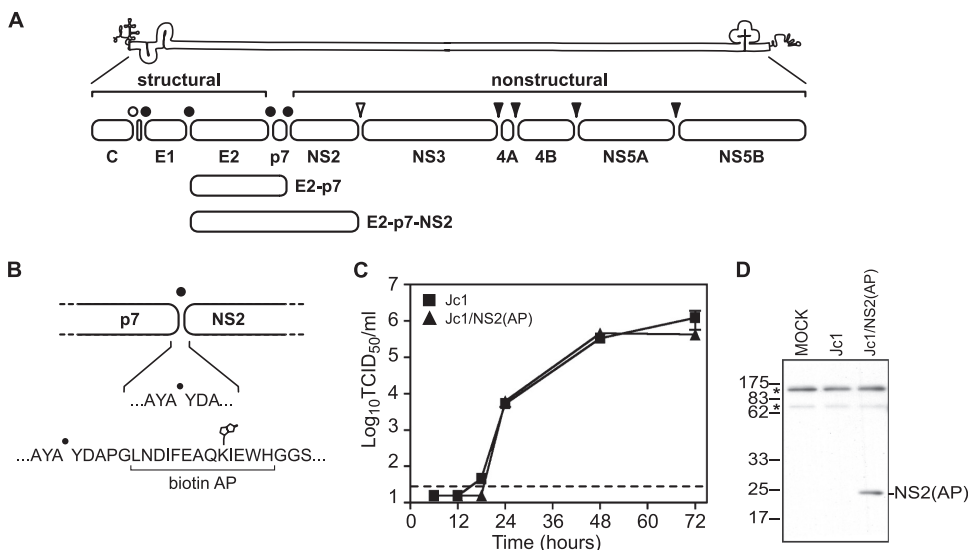 A
structural
nonstructural
C E1 E2 p7 NS2 NS3 4A 4B NS5A NS5B
E2-p7
E2-p7-NS2
B
p7 NS2
...AYA•YDA...
...AYA•YDAPGLNDIFEAQKIEWHGGS...
biotin AP
C
Jc1
Jc1/NS2(AP)
Log10TCID50/ml
7
6
5
4
3
2
1
0 12 24 36 48 60 72
Time (hours)
D
MOCK
Jc1
Jc1/NS2(AP)
175
*
83
*
62
33
25
17
-NS2(AP)